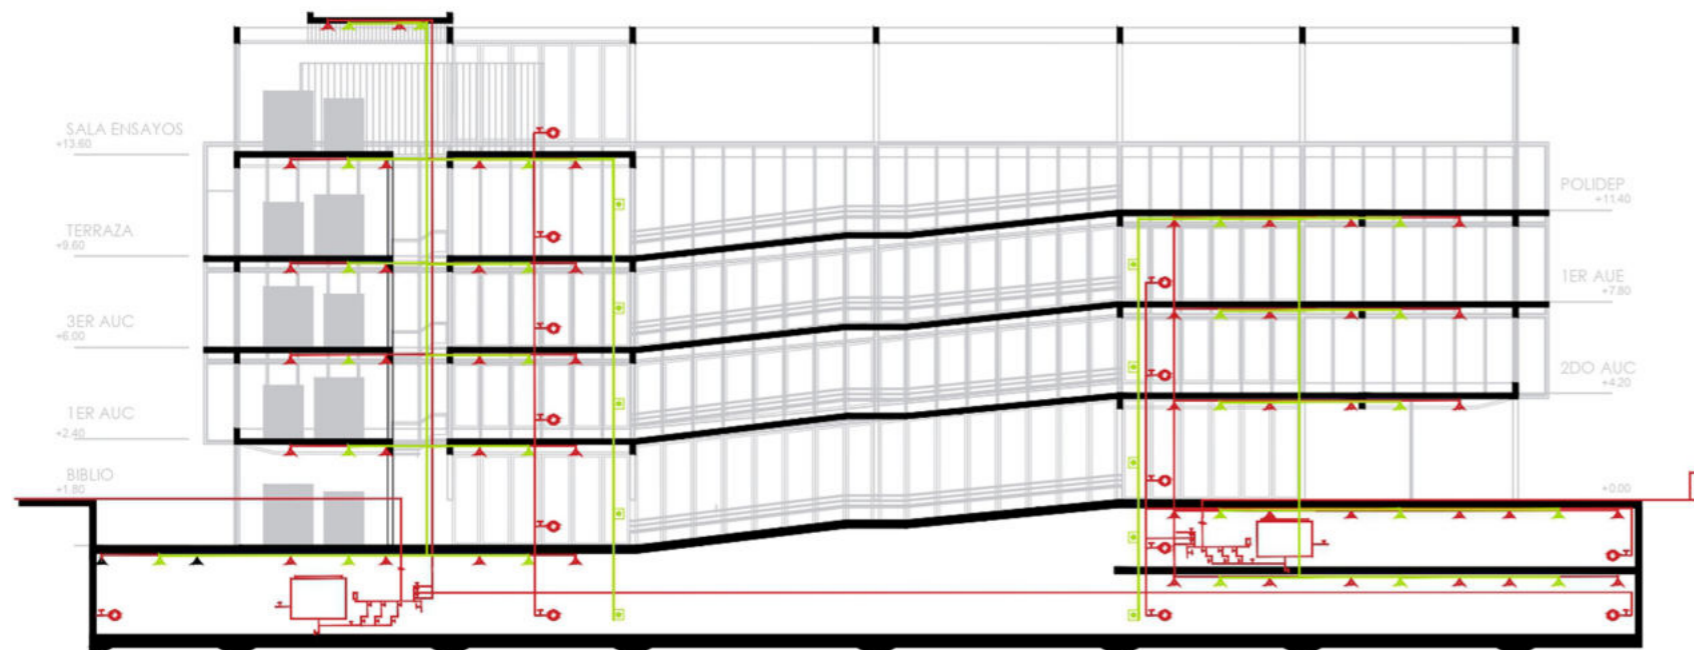 SALA ENSAYOS
+13.60
TERRAZA
+9.60
3ER AUC
+6.00
1ER AUC
+2.40
BIBLIO
+1.80
POLIDEP
+11.40
1ER AUE
+7.80
2DO AUC
+4.20
+0.00